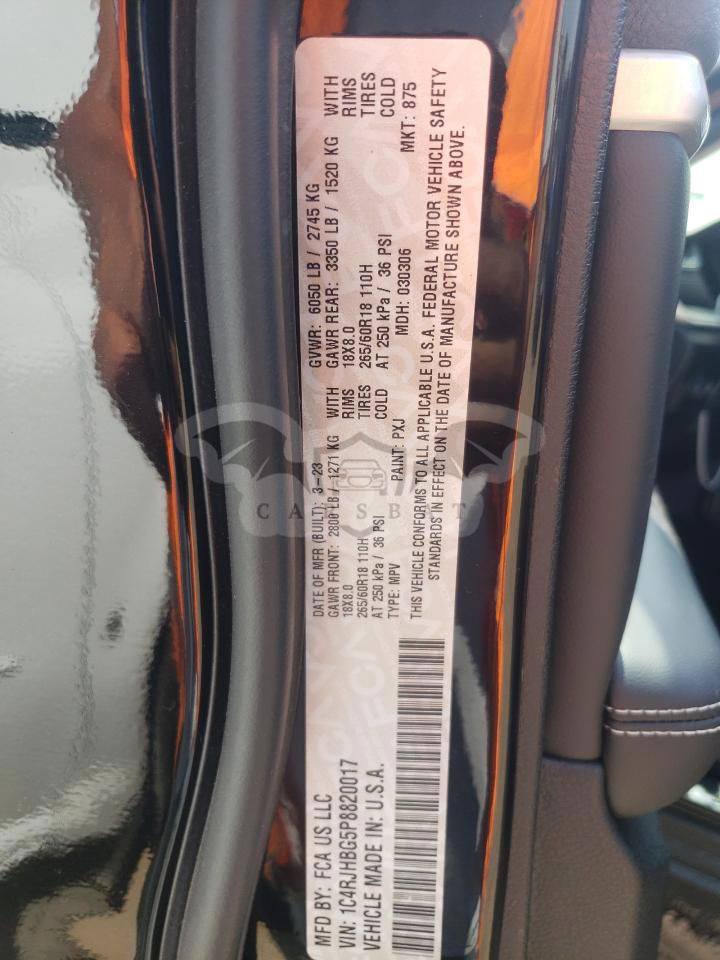 MFD BY: FCA US LLC
VIN: 1C4RJHBG5P8820017
VEHICLE MADE IN: U.S.A.
DATE OF MFR (BUILT): 3-23
GAWR FRONT: 2800 LB / 1271 KG WITH
18X8.0 RIMS
265/60R18 110H TIRES
AT 250 kPa / 36 PSI COLD
TYPE: MPV PAINT: PXJ
GVWR: 6050 LB / 2745 KG
GAWR REAR: 3350 LB / 1520 KG WITH
18X8.0 RIMS
265/60R18 110H TIRES
AT 250 kPa / 36 PSI COLD
MDH: 030306 MKT: 875
THIS VEHICLE CONFORMS TO ALL APPLICABLE U.S.A. FEDERAL MOTOR VEHICLE SAFETY
STANDARDS IN EFFECT ON THE DATE OF MANUFACTURE SHOWN ABOVE.
CARSBAT